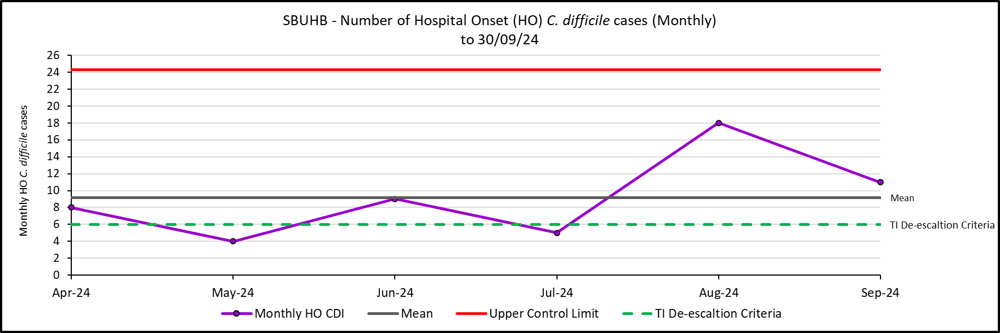 SBUHB - Number of Hospital Onset (HO) C. difficile cases (Monthly)
to 30/09/24
Monthly HO C. difficile cases
26
24
22
20
18
16
14
12
10
8
6
4
2
0
Mean
TI De-escaltion Criteria
Apr-24 May-24 Jun-24 Jul-24 Aug-24 Sep-24
Monthly HO CDI Mean Upper Control Limit TI De-escaltion Criteria